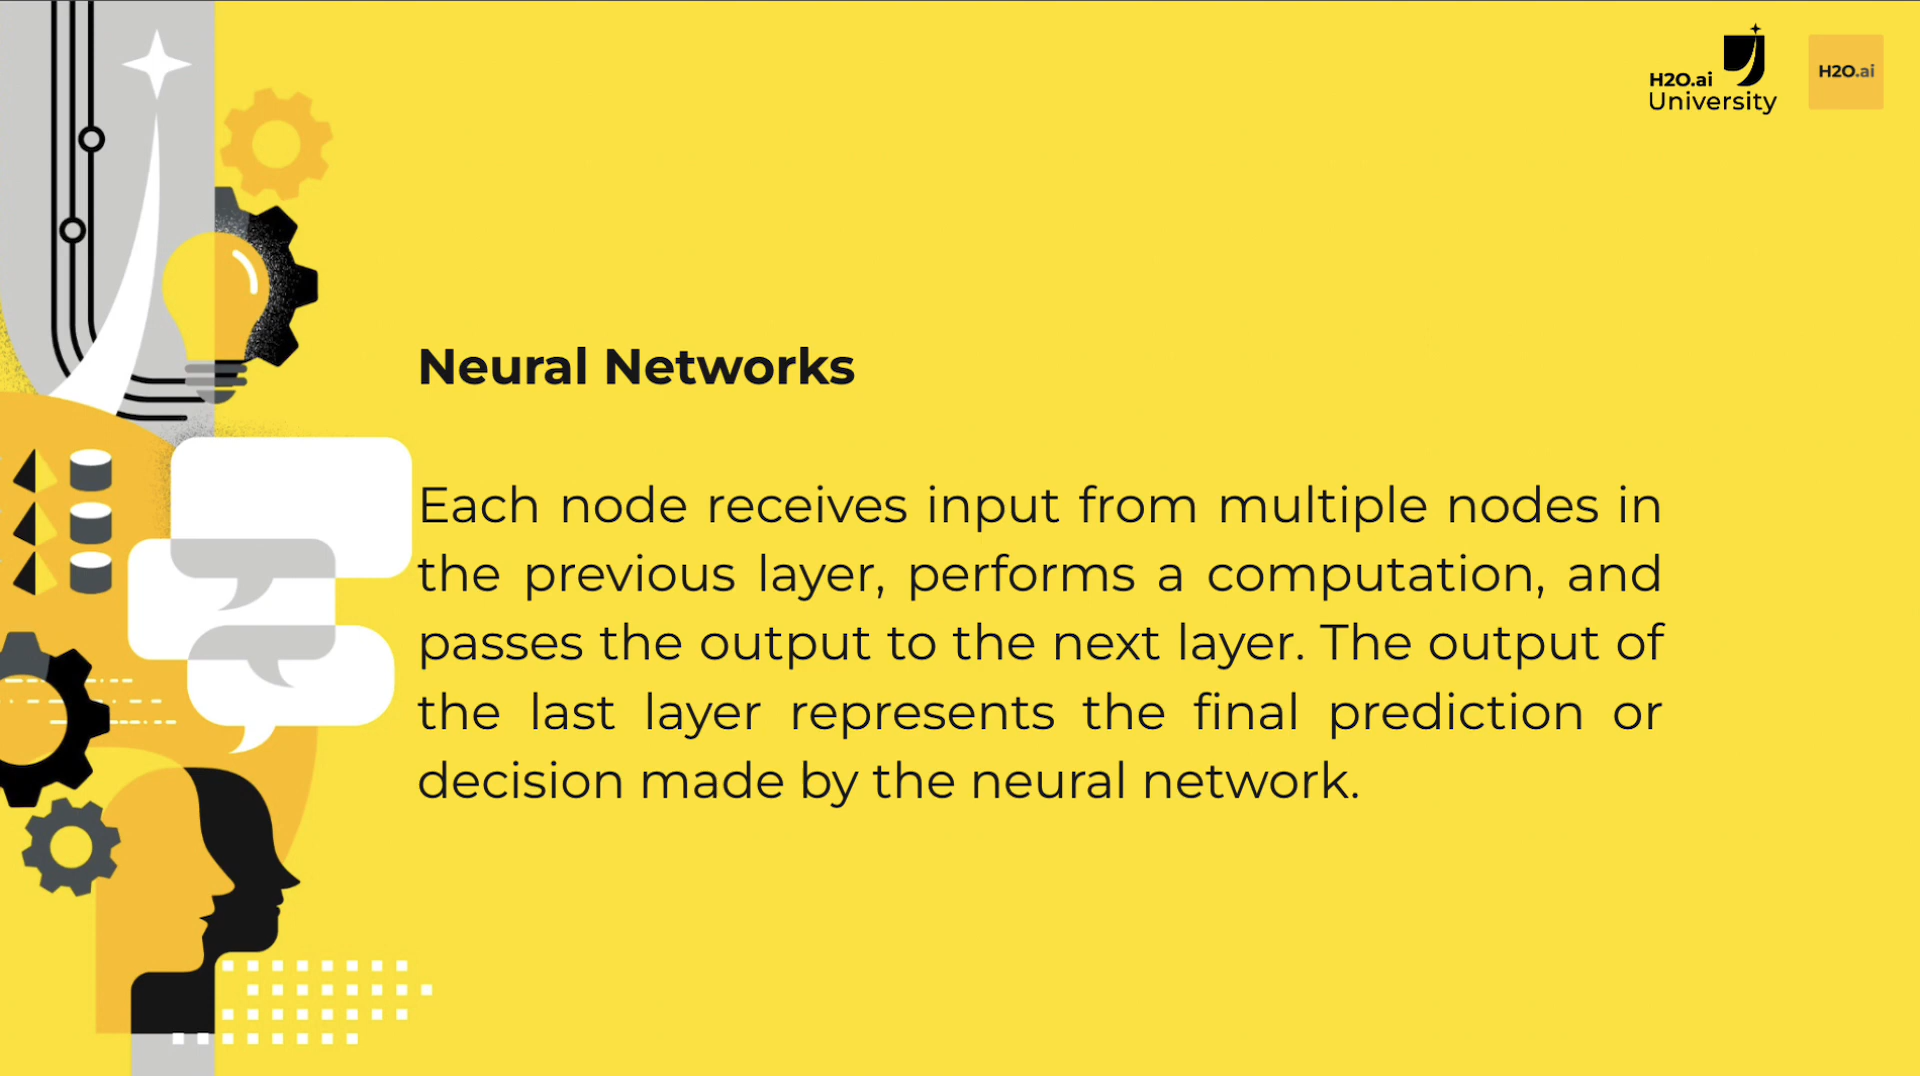 H2O.ai
University
H2O.ai
Neural Networks
Each node receives input from multiple nodes in
the previous layer, performs a computation, and
passes the output to the next layer. The output of
the last layer represents the final prediction or
decision made by the neural network.